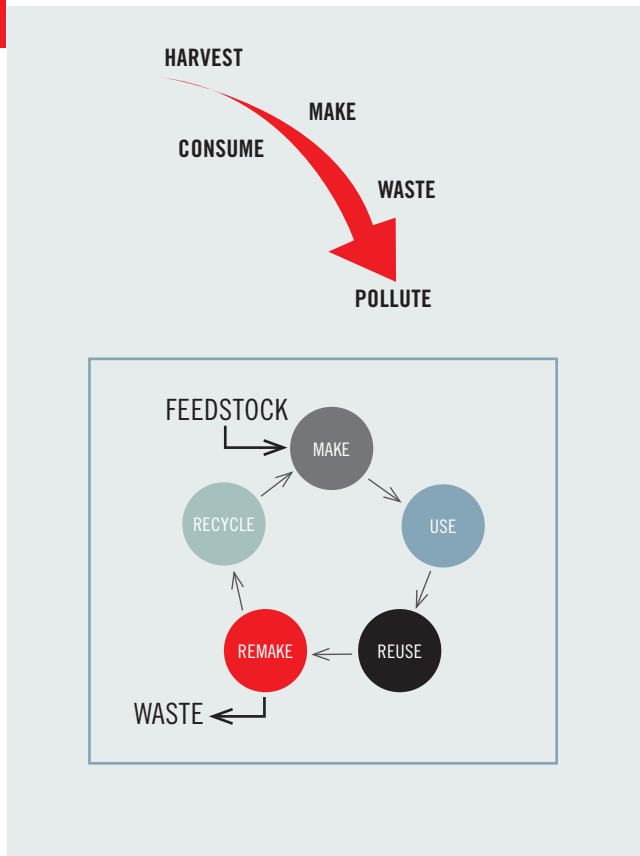 HARVEST
MAKE
CONSUME
WASTE
POLLUTE
FEEDSTOCK
MAKE
RECYCLE
USE
REMAKE
REUSE
WASTE